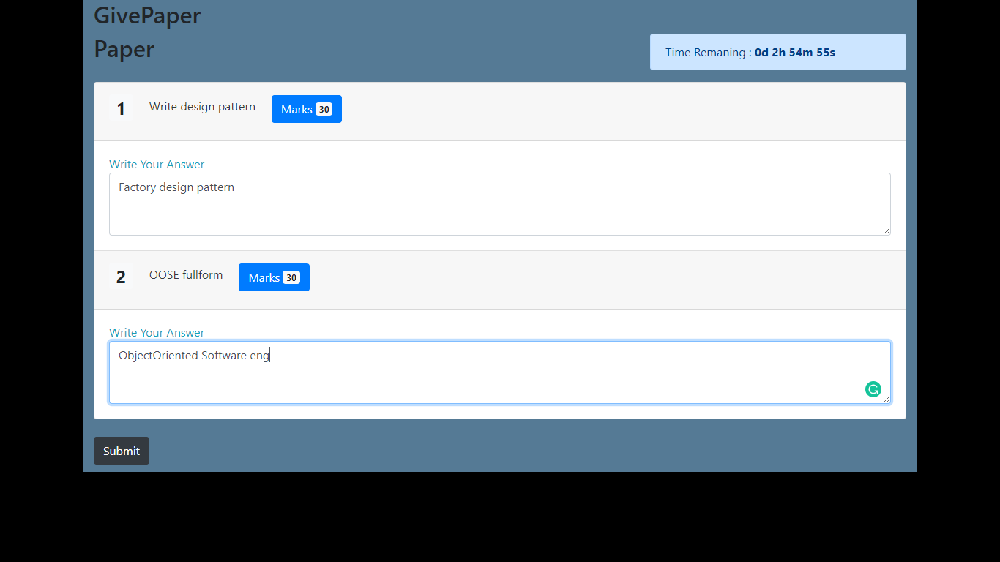 GivePaper
Paper
Time Remaning : 0d 2h 54m 55s
1 Write design pattern Marks 30
Write Your Answer
Factory design pattern
2 OOSE fullform Marks 30
Write Your Answer
ObjectOriented Software eng
Submit